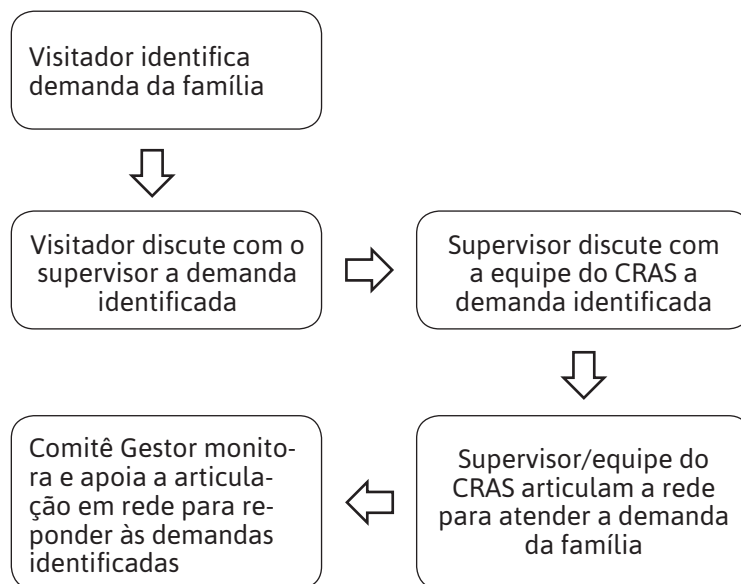 Visitador identifica
demanda da família
Visitador discute com o
supervisor a demanda
identificada
Supervisor discute com
a equipe do CRAS a
demanda identificada
Supervisor/equipe do
CRAS articulam a rede
para atender a demanda
da família
Comitê Gestor monito-
ra e apoia a articula-
ção em rede para re-
ponder às demandas
identificadas